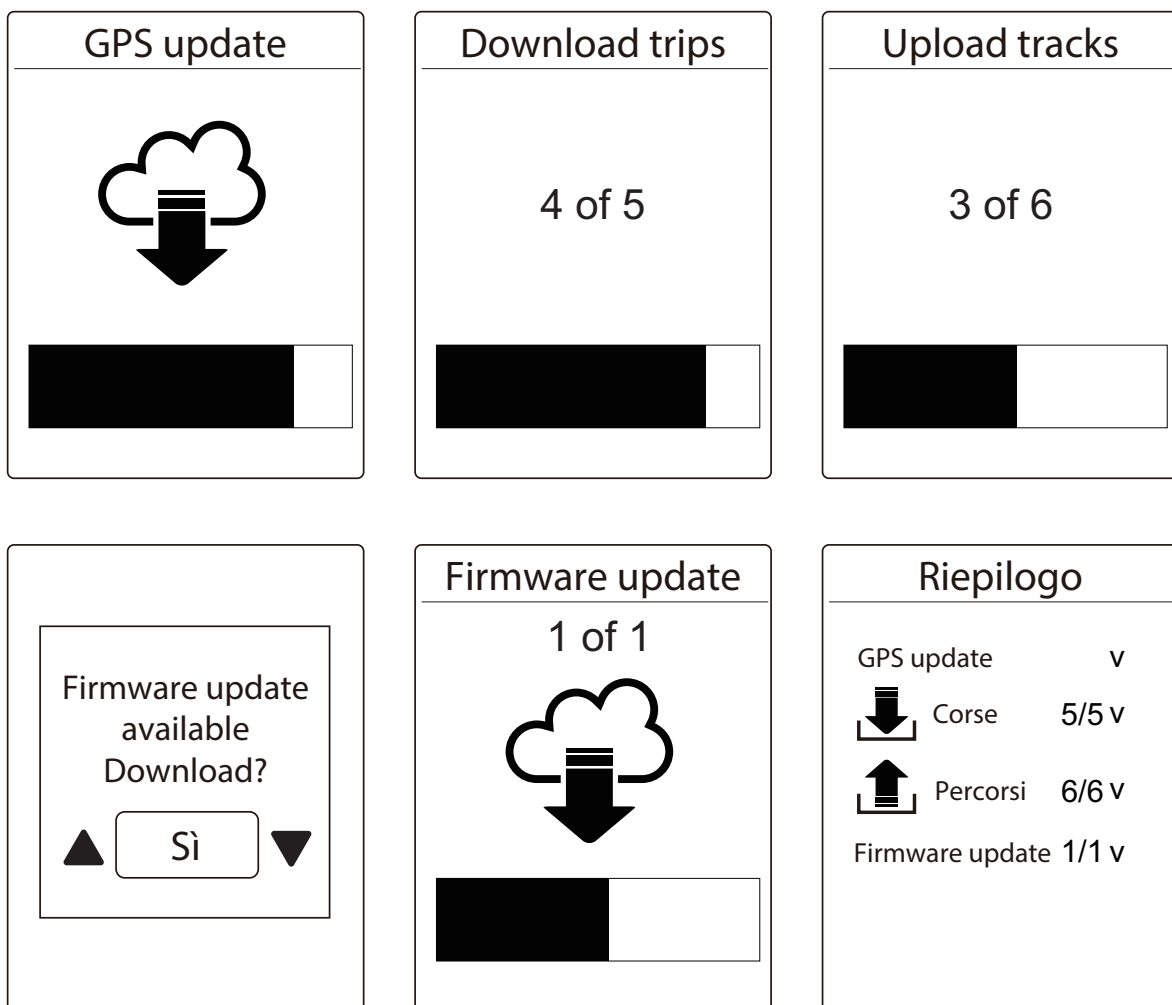 GPS update
Download trips
4 of 5
Upload tracks
3 of 6
Firmware update
available
Download?
Sì
Firmware update
1 of 1
Riepilogo
GPS update v
Corse 5/5 v
Percorsi 6/6 v
Firmware update 1/1 v